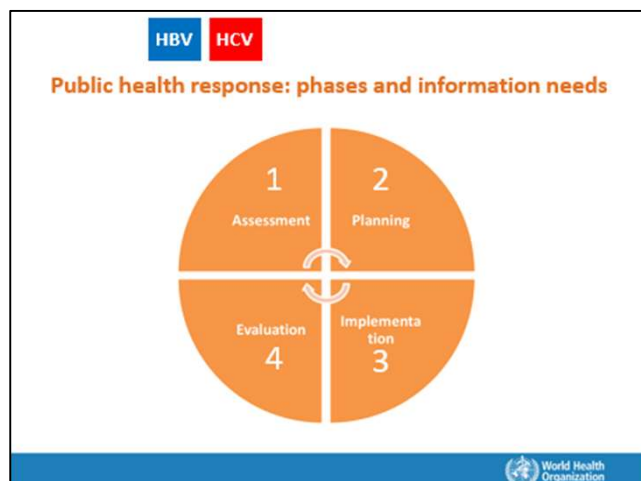 HBV HCV
Public health response: phases and information needs
1
Assessment
2
Planning
Evaluation
4
Implementa
tion
3
World Health
Organization